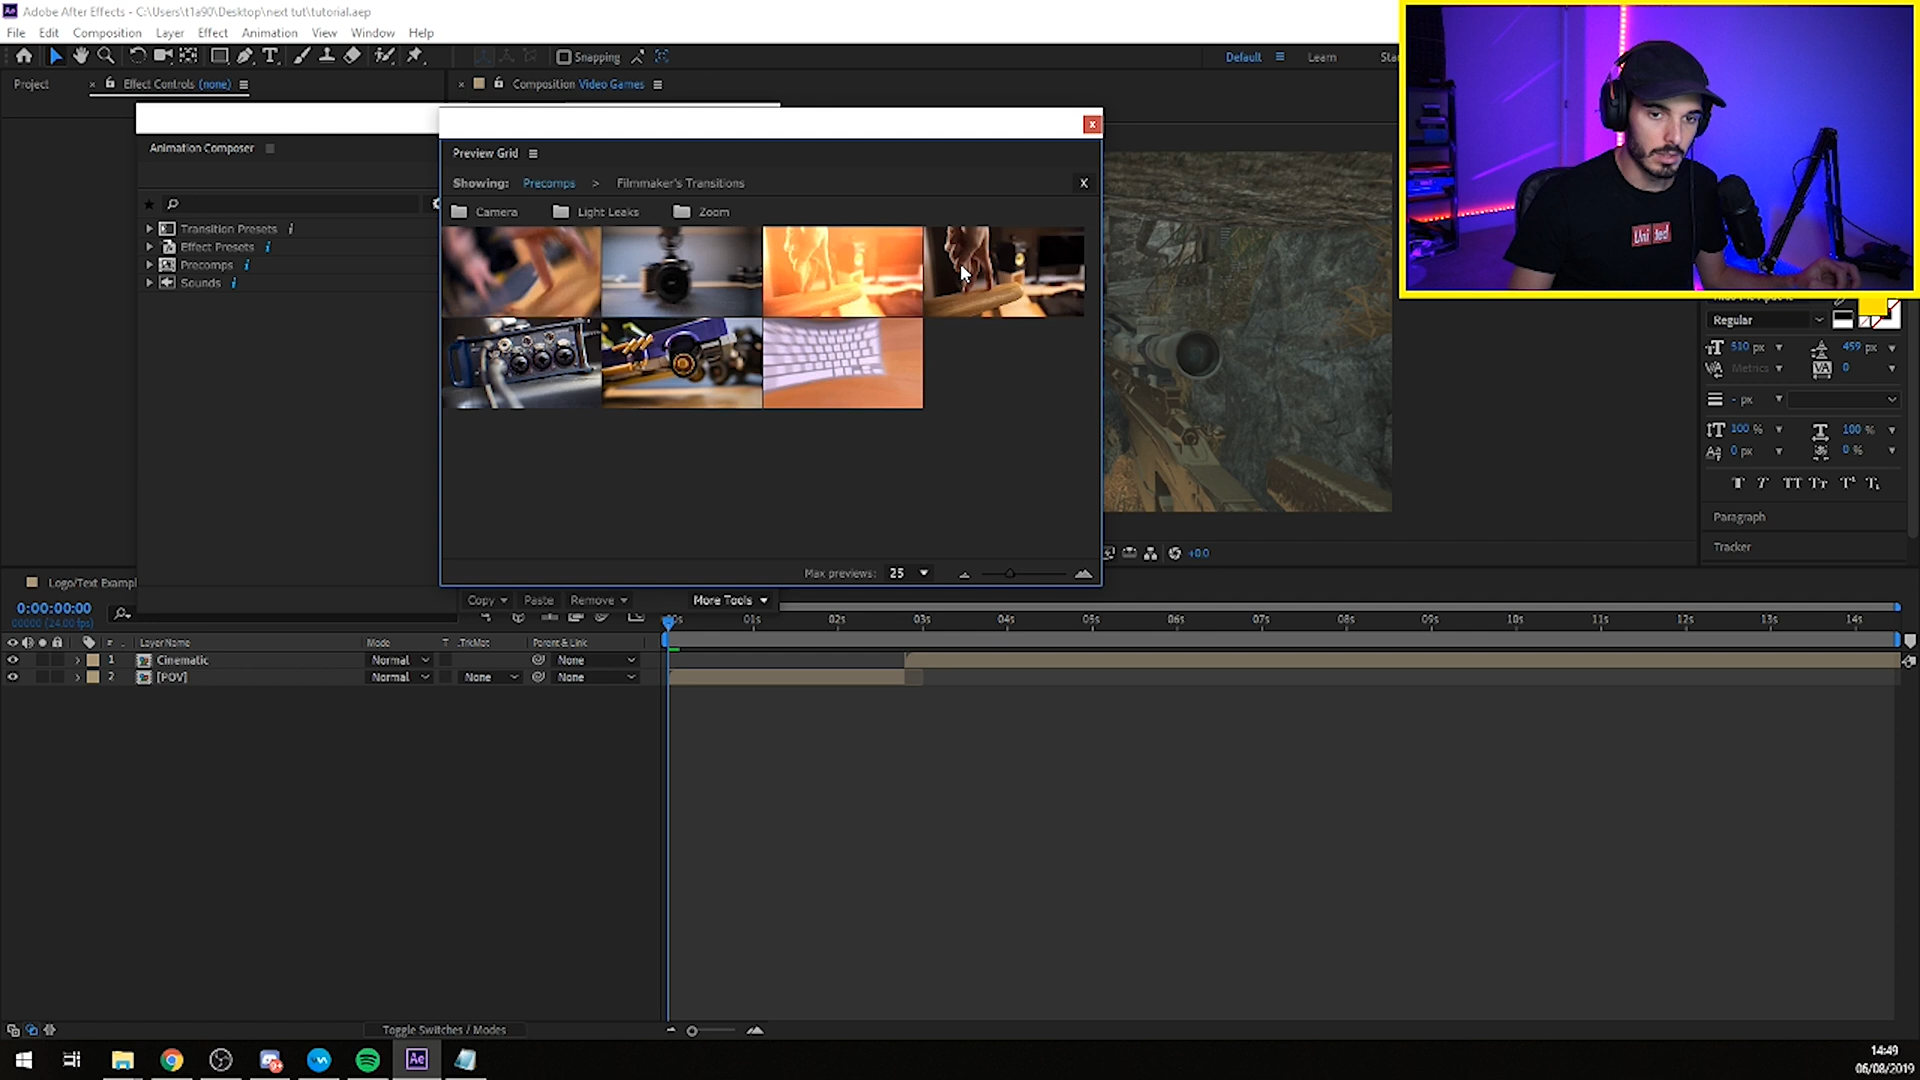 Adobe After Effects - C:\Users\t1a90\Desktop\next tut\tutorial.aep
File Edit Composition Layer Effect Animation View Window Help
Snapping
Default
Learn
Project
Effect Controls (none)
Composition Video Games
Animation Composer
Preview Grid
Showing: Precomps > Filmmaker's Transitions
X
Camera
Light Leaks
Zoom
Transition Presets i
Effect Presets i
Precomps i
Sounds i
Max previews: 25
Copy
Paste
Remove
More Tools
United
Regular
510 px
459 px
Metrics
0
- px
100 %
100 %
0 px
0 %
Paragraph
Tracker
+0.0
Logo/Text Exampl
0:00:00:00
00000 (24.00 fps)
# Layer Name Mode T .TrkMat Parent & Link
1 Cinematic Normal None
2 [POV] Normal None None
01s 02s 03s 04s 05s 06s 07s 08s 09s 10s 11s 12s 13s 14s
Toggle Switches / Modes
Ae
14:49
06/08/2019